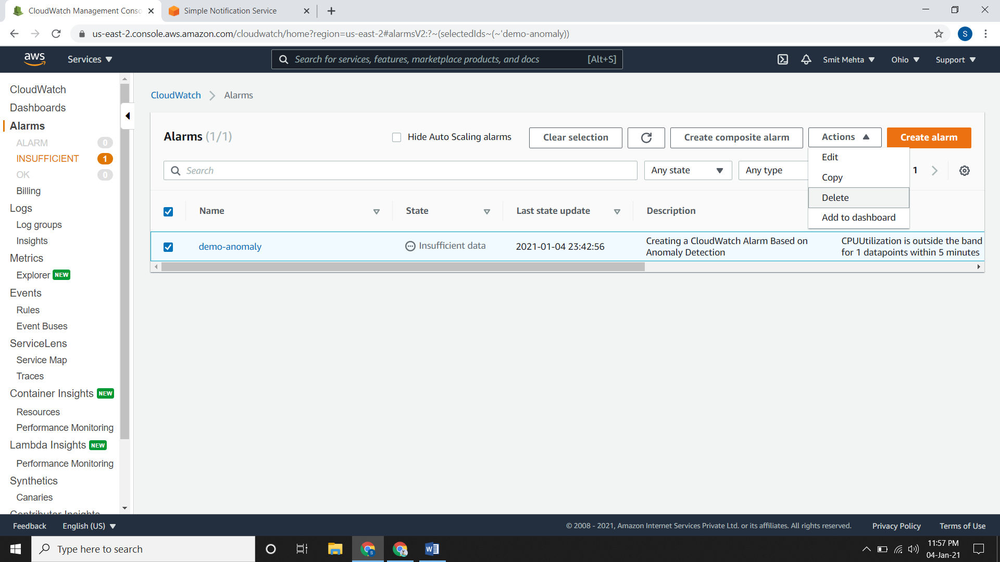 CloudWatch Management Conso
Simple Notification Service
us-east-2.console.aws.amazon.com/cloudwatch/home?region=us-east-2#alarmsV2:?~(selectedIds~(~'demo-anomaly))
S
aws
Services
Search for services, features, marketplace products, and docs
[Alt+S]
Smit Mehta
Ohio
Support
CloudWatch
Dashboards
Alarms
ALARM 0
INSUFFICIENT 1
OK 0
Billing
Logs
Log groups
Insights
Metrics
Explorer NEW
Events
Rules
Event Buses
ServiceLens
Service Map
Traces
Container Insights NEW
Resources
Performance Monitoring
Lambda Insights NEW
Performance Monitoring
Synthetics
Canaries
Contributor Insights
CloudWatch
Alarms
Alarms (1/1)
Hide Auto Scaling alarms
Clear selection
Create composite alarm
Actions
Create alarm
Search
Any state
Any type
1
Edit
Copy
Delete
Add to dashboard
Name
State
Last state update
Description
demo-anomaly
Insufficient data
2021-01-04 23:42:56
Creating a CloudWatch Alarm Based on
Anomaly Detection
CPUUtilization is outside the band
for 1 datapoints within 5 minutes
Feedback
English (US)
© 2008 - 2021, Amazon Internet Services Private Ltd. or its affiliates. All rights reserved.
Privacy Policy
Terms of Use
Type here to search
S
11:57 PM
04-Jan-21